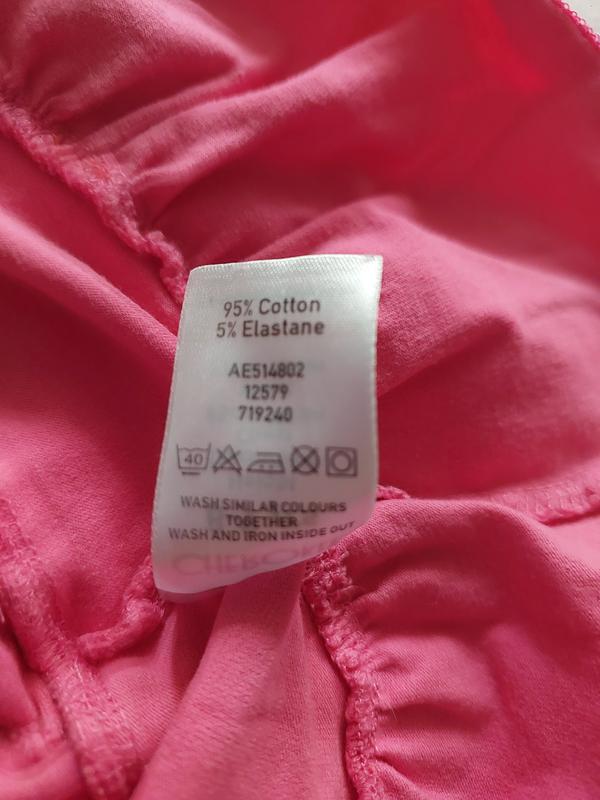 95% Cotton
5% Elastane
AE514802
12579
719240
40
WASH SIMILAR COLOURS
TOGETHER
WASH AND IRON INSIDE OUT